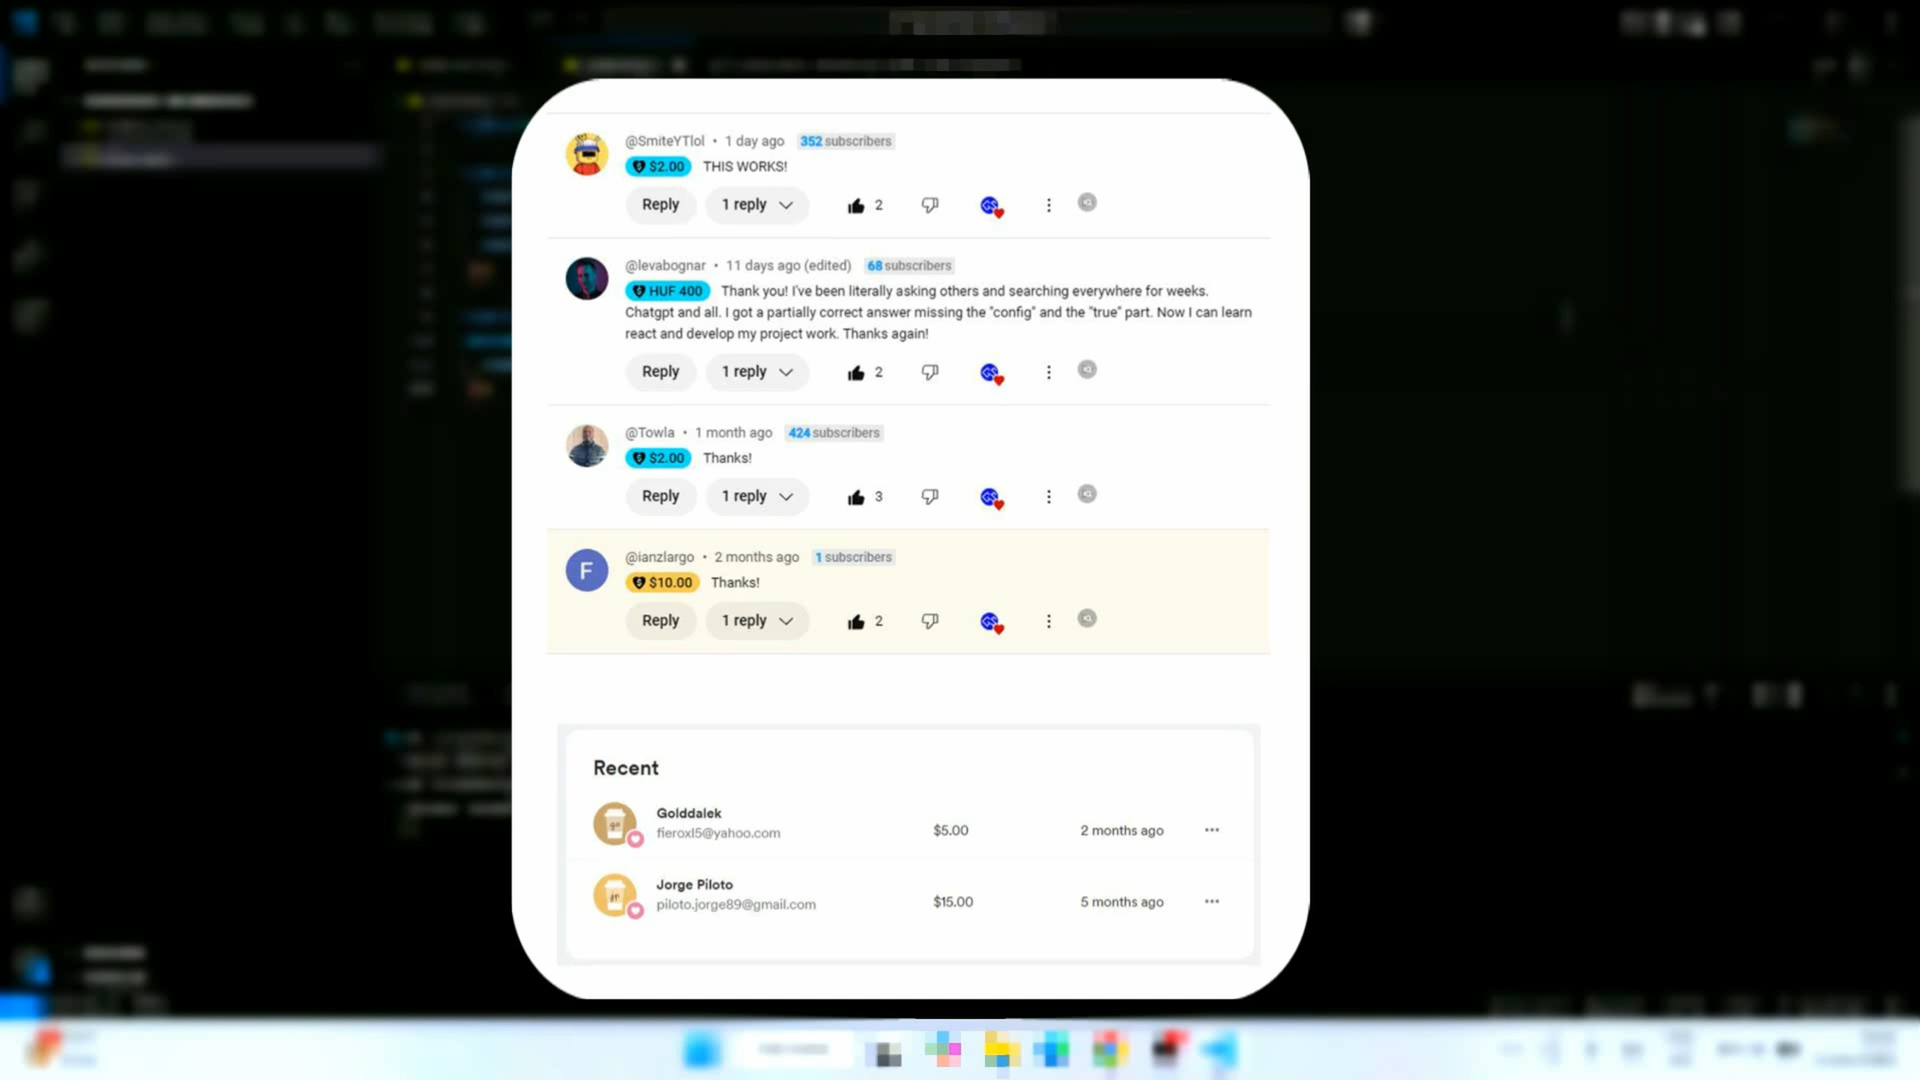 @SmiteYTlol • 1 day ago 352 subscribers
$2.00 THIS WORKS!
Reply 1 reply 2
@levabognar • 11 days ago (edited) 68 subscribers
HUF 400 Thank you! I've been literally asking others and searching everywhere for weeks.
Chatgpt and all. I got a partially correct answer missing the "config" and the "true" part. Now I can learn
react and develop my project work. Thanks again!
Reply 1 reply 2
@Towla • 1 month ago 424 subscribers
$2.00 Thanks!
Reply 1 reply 3
F
@ianzlargo • 2 months ago 1 subscribers
$10.00 Thanks!
Reply 1 reply 2
Recent
Golddalek
fieroxl5@yahoo.com $5.00 2 months ago
Jorge Piloto
piloto.jorge89@gmail.com $15.00 5 months ago